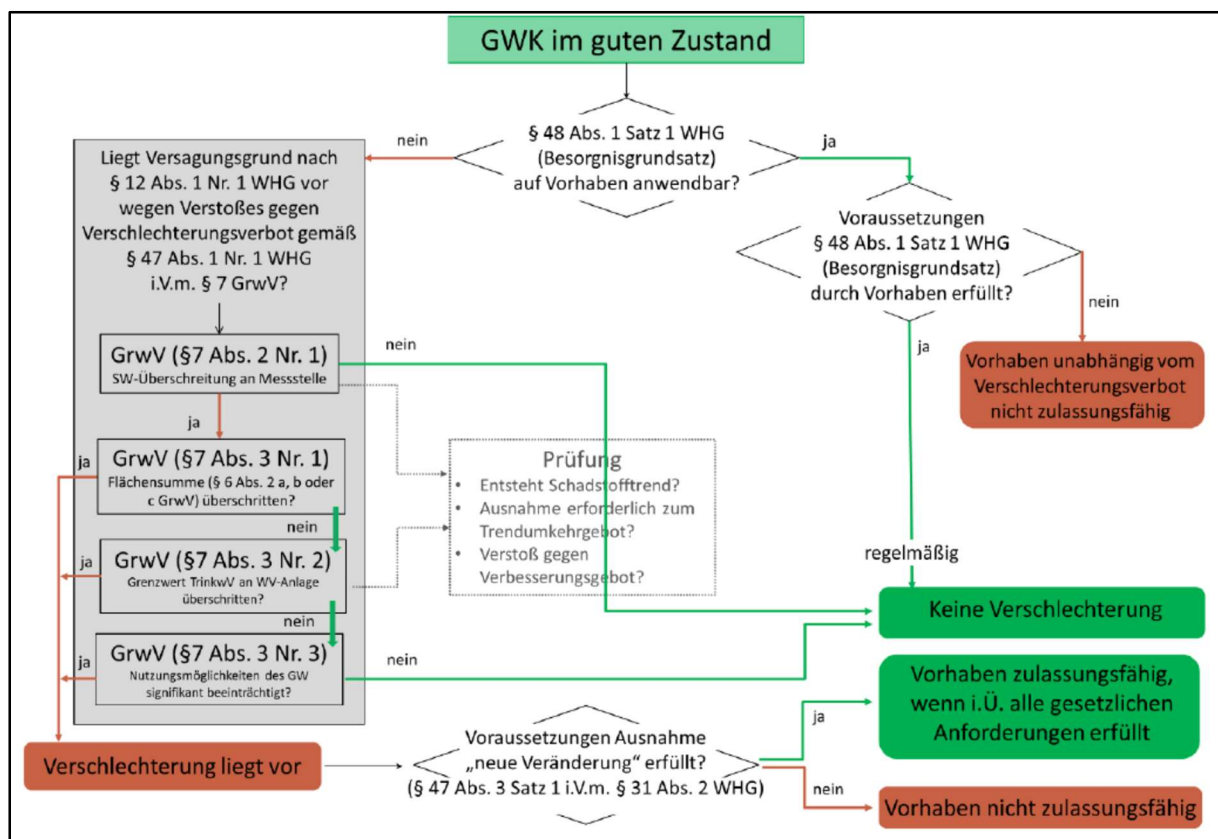 GWK im guten Zustand
§ 48 Abs. 1 Satz 1 WHG
(Besorgnisgrundsatz)
auf Vorhaben anwendbar?
nein
ja
Liegt Versagungsgrund nach
§ 12 Abs. 1 Nr. 1 WHG vor
wegen Verstoßes gegen
Verschlechterungsverbot gemäß
§ 47 Abs. 1 Nr. 1 WHG
i.V.m. § 7 GrwV?
Voraussetzungen
§ 48 Abs. 1 Satz 1 WHG
(Besorgnisgrundsatz)
durch Vorhaben erfüllt?
nein
ja
Vorhaben unabhängig vom
Verschlechterungsverbot
nicht zulassungsfähig
GrwV (§7 Abs. 2 Nr. 1)
SW-Überschreitung an Messstelle
nein
ja
GrwV (§7 Abs. 3 Nr. 1)
Flächensumme (§ 6 Abs. 2 a, b oder
c GrwV) überschritten?
ja
nein
Prüfung
• Entsteht Schadstofftrend?
• Ausnahme erforderlich zum
Trendumkehrgebot?
• Verstoß gegen
Verbesserungsgebot?
GrwV (§7 Abs. 3 Nr. 2)
Grenzwert TrinkwV an WV-Anlage
überschritten?
ja
nein
regelmäßig
Keine Verschlechterung
GrwV (§7 Abs. 3 Nr. 3)
Nutzungsmöglichkeiten des GW
signifikant beeinträchtigt?
ja
nein
Vorhaben zulassungsfähig,
wenn i.Ü. alle gesetzlichen
Anforderungen erfüllt
Verschlechterung liegt vor
Voraussetzungen Ausnahme
„neue Veränderung“ erfüllt?
(§ 47 Abs. 3 Satz 1 i.V.m. § 31 Abs. 2 WHG)
ja
nein
Vorhaben nicht zulassungsfähig